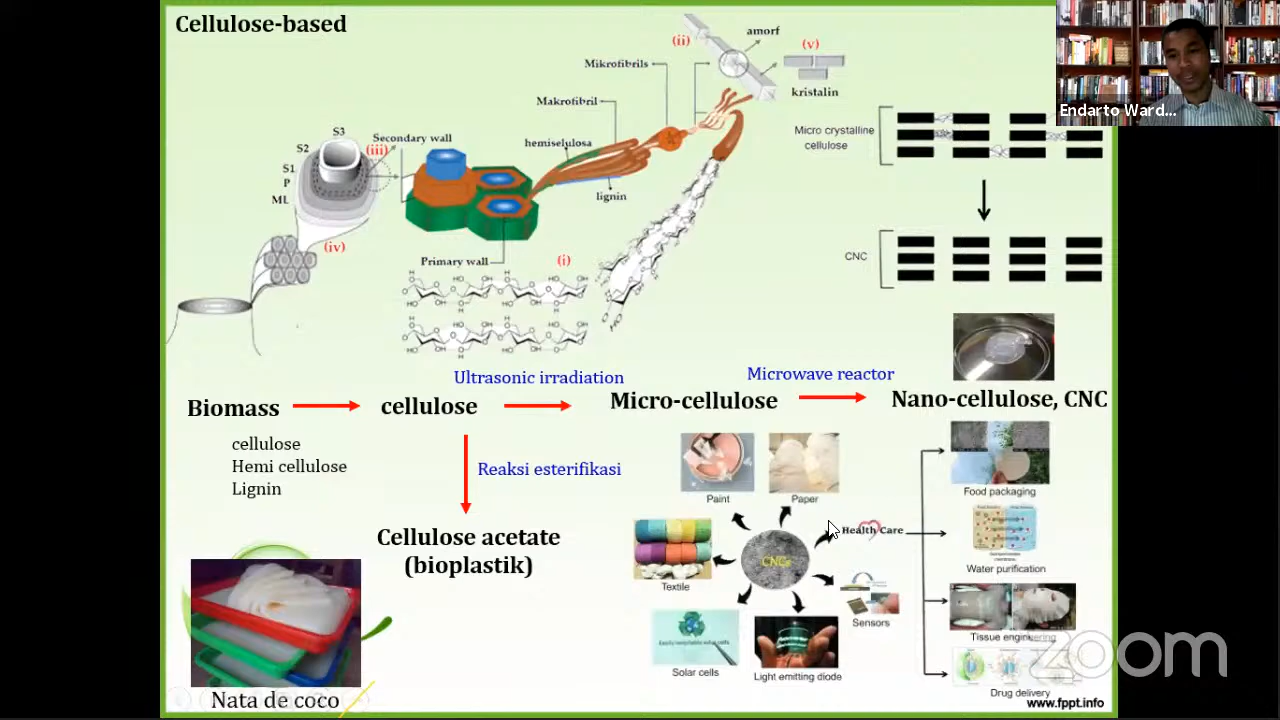 Cellulose-based
amorf
(ii)
(v)
Mikrofibrils
kristalin
Makrofibril
Endarto Ward...
S3
Secondary wall
(iii)
S2
hemiselulosa
Micro crystalline
cellulose
S1
P
ML
lignin
(iv)
Primary wall
(i)
CNC
Ultrasonic irradiation
Microwave reactor
Biomass
cellulose
Micro-cellulose
Nano-cellulose, CNC
cellulose
Hemi cellulose
Lignin
Reaksi esterifikasi
Cellulose acetate
(bioplastik)
Paint
Paper
Food packaging
Health Care
Textile
CNCs
Water purification
Sensors
Tissue engineering
Solar cells
Light emitting diode
Drug delivery
zoom
Nata de coco
www.fppt.info